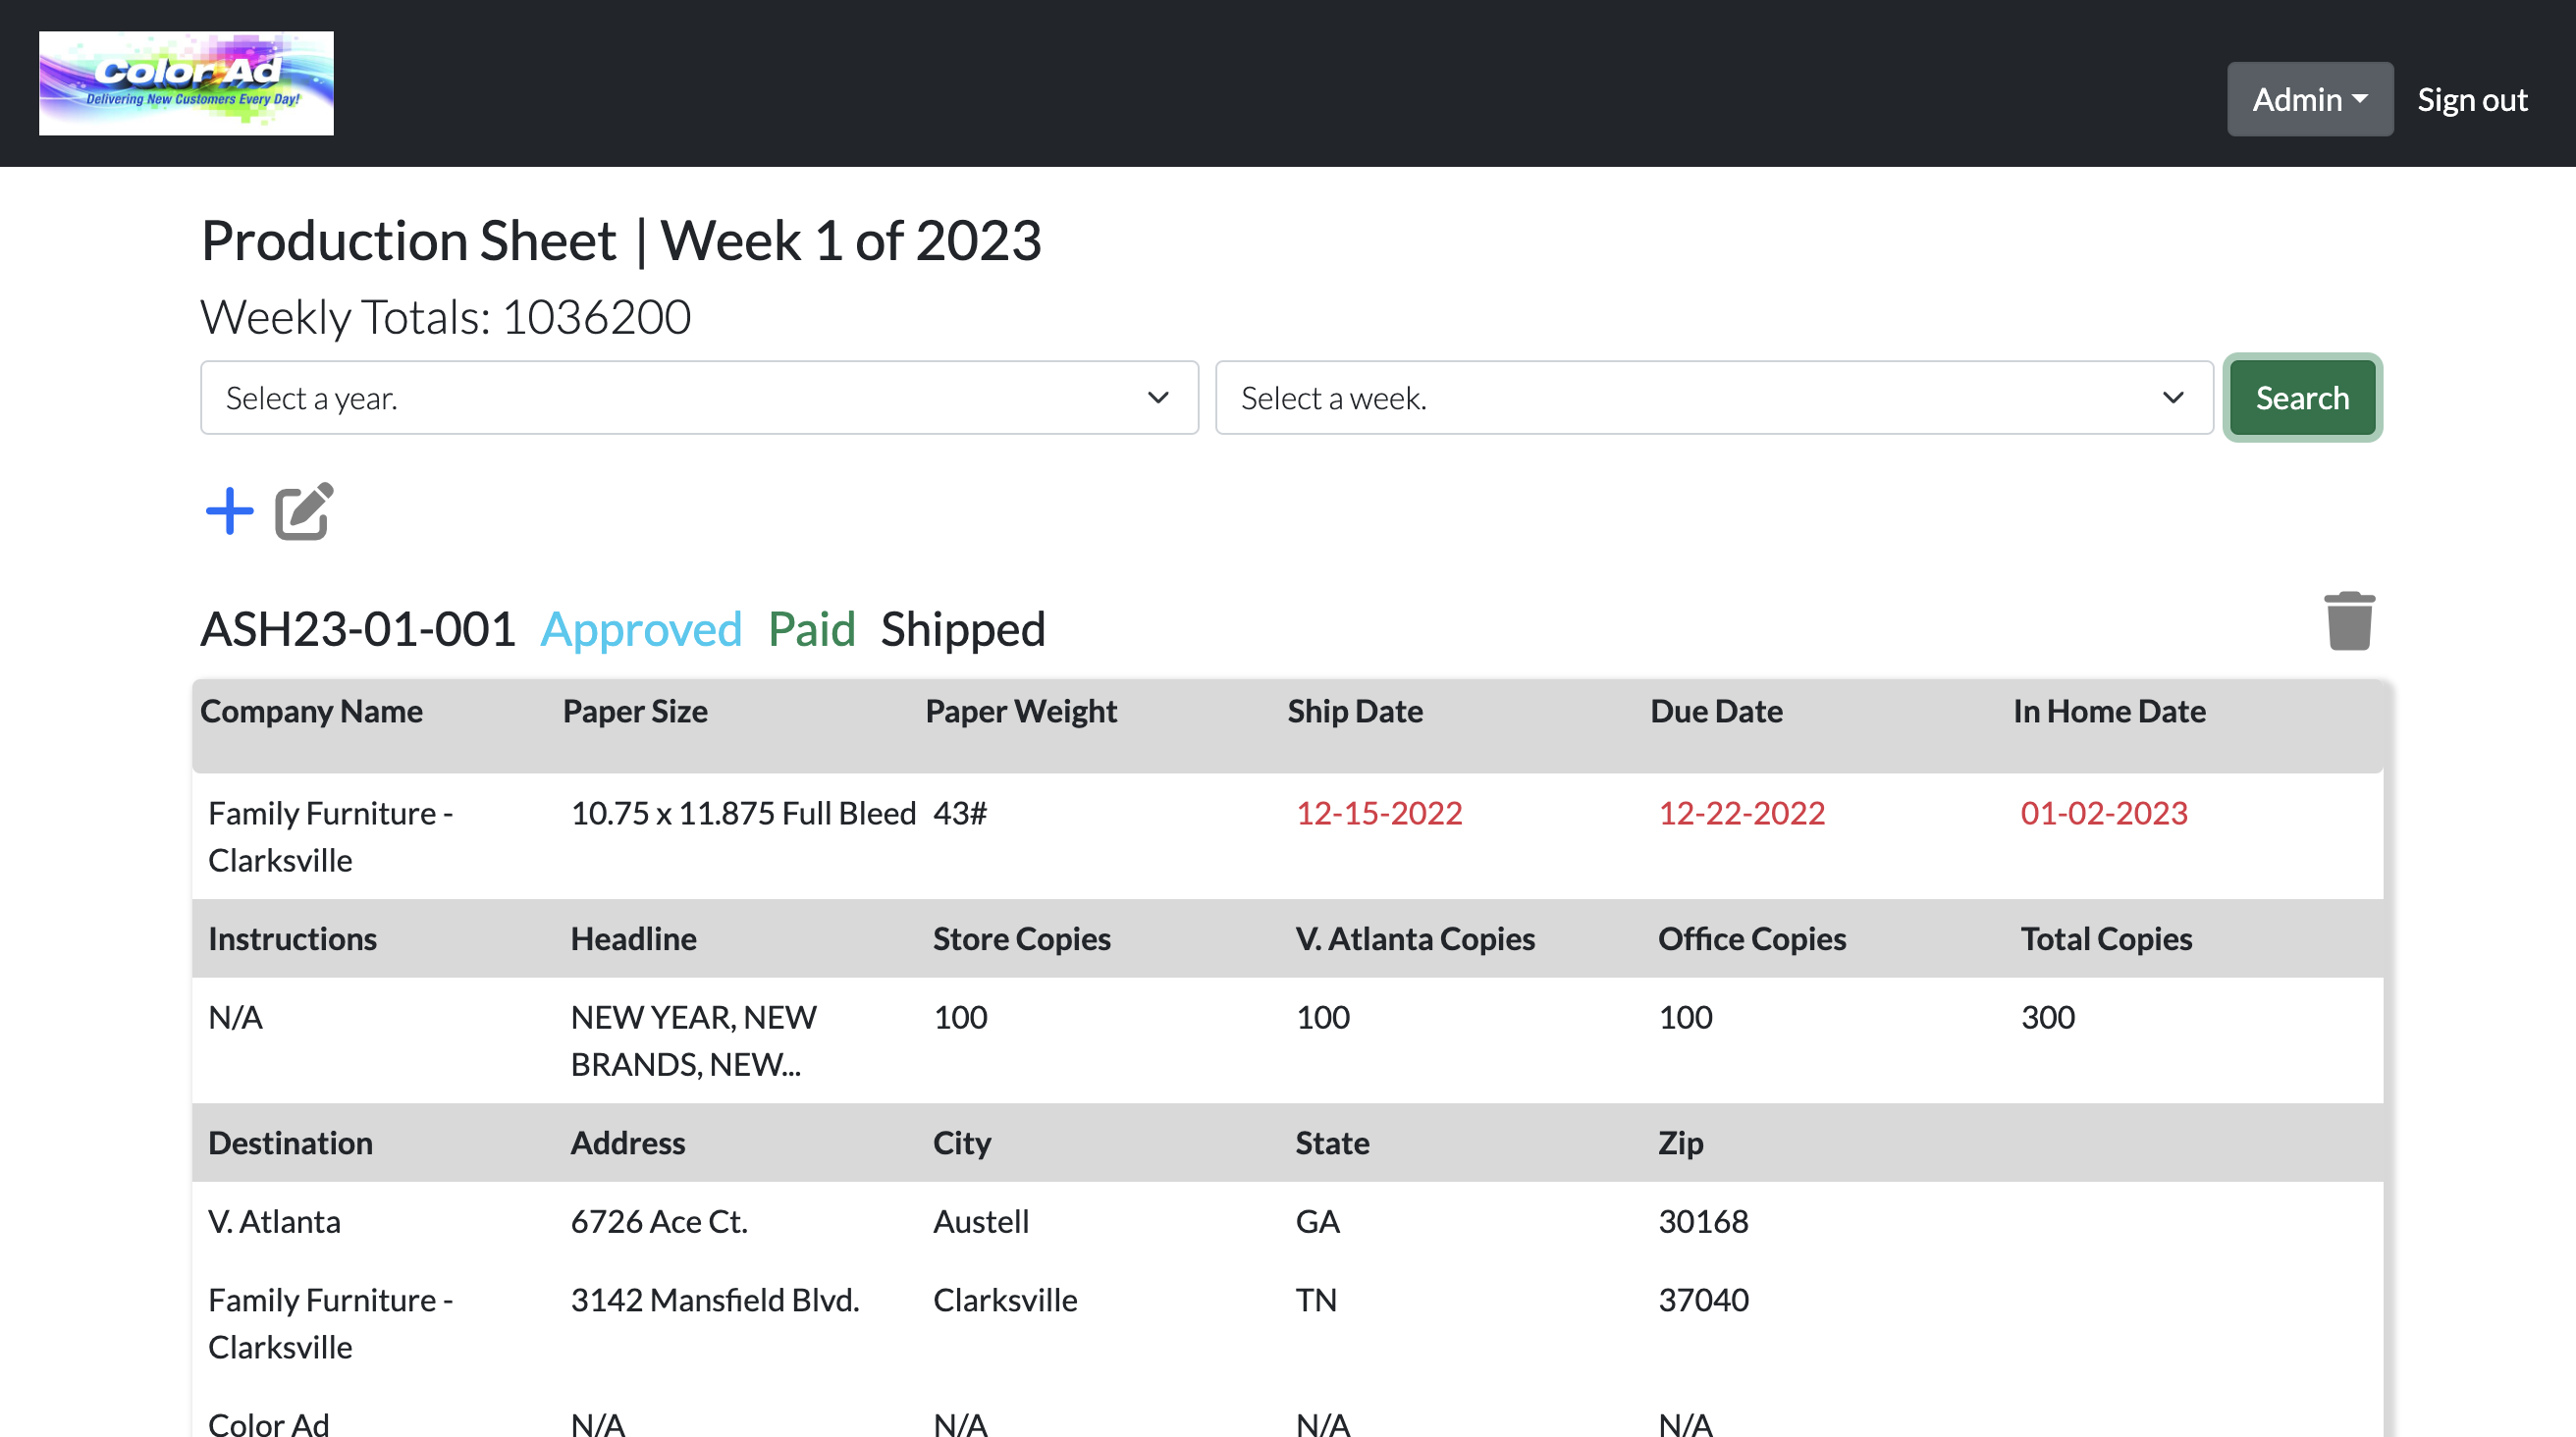 Color Ad
Delivering New Customers Every Day!
Admin Sign out
Production Sheet | Week 1 of 2023
Weekly Totals: 1036200
Select a year. Select a week. Search
ASH23-01-001 Approved Paid Shipped
Company Name Paper Size Paper Weight Ship Date Due Date In Home Date
Family Furniture - 10.75 x 11.875 Full Bleed 43# 12-15-2022 12-22-2022 01-02-2023
Clarksville
Instructions Headline Store Copies V. Atlanta Copies Office Copies Total Copies
N/A NEW YEAR, NEW 100 100 100 300
BRANDS, NEW...
Destination Address City State Zip
V. Atlanta 6726 Ace Ct. Austell GA 30168
Family Furniture - 3142 Mansfield Blvd. Clarksville TN 37040
Clarksville
Color Ad N/A N/A N/A N/A